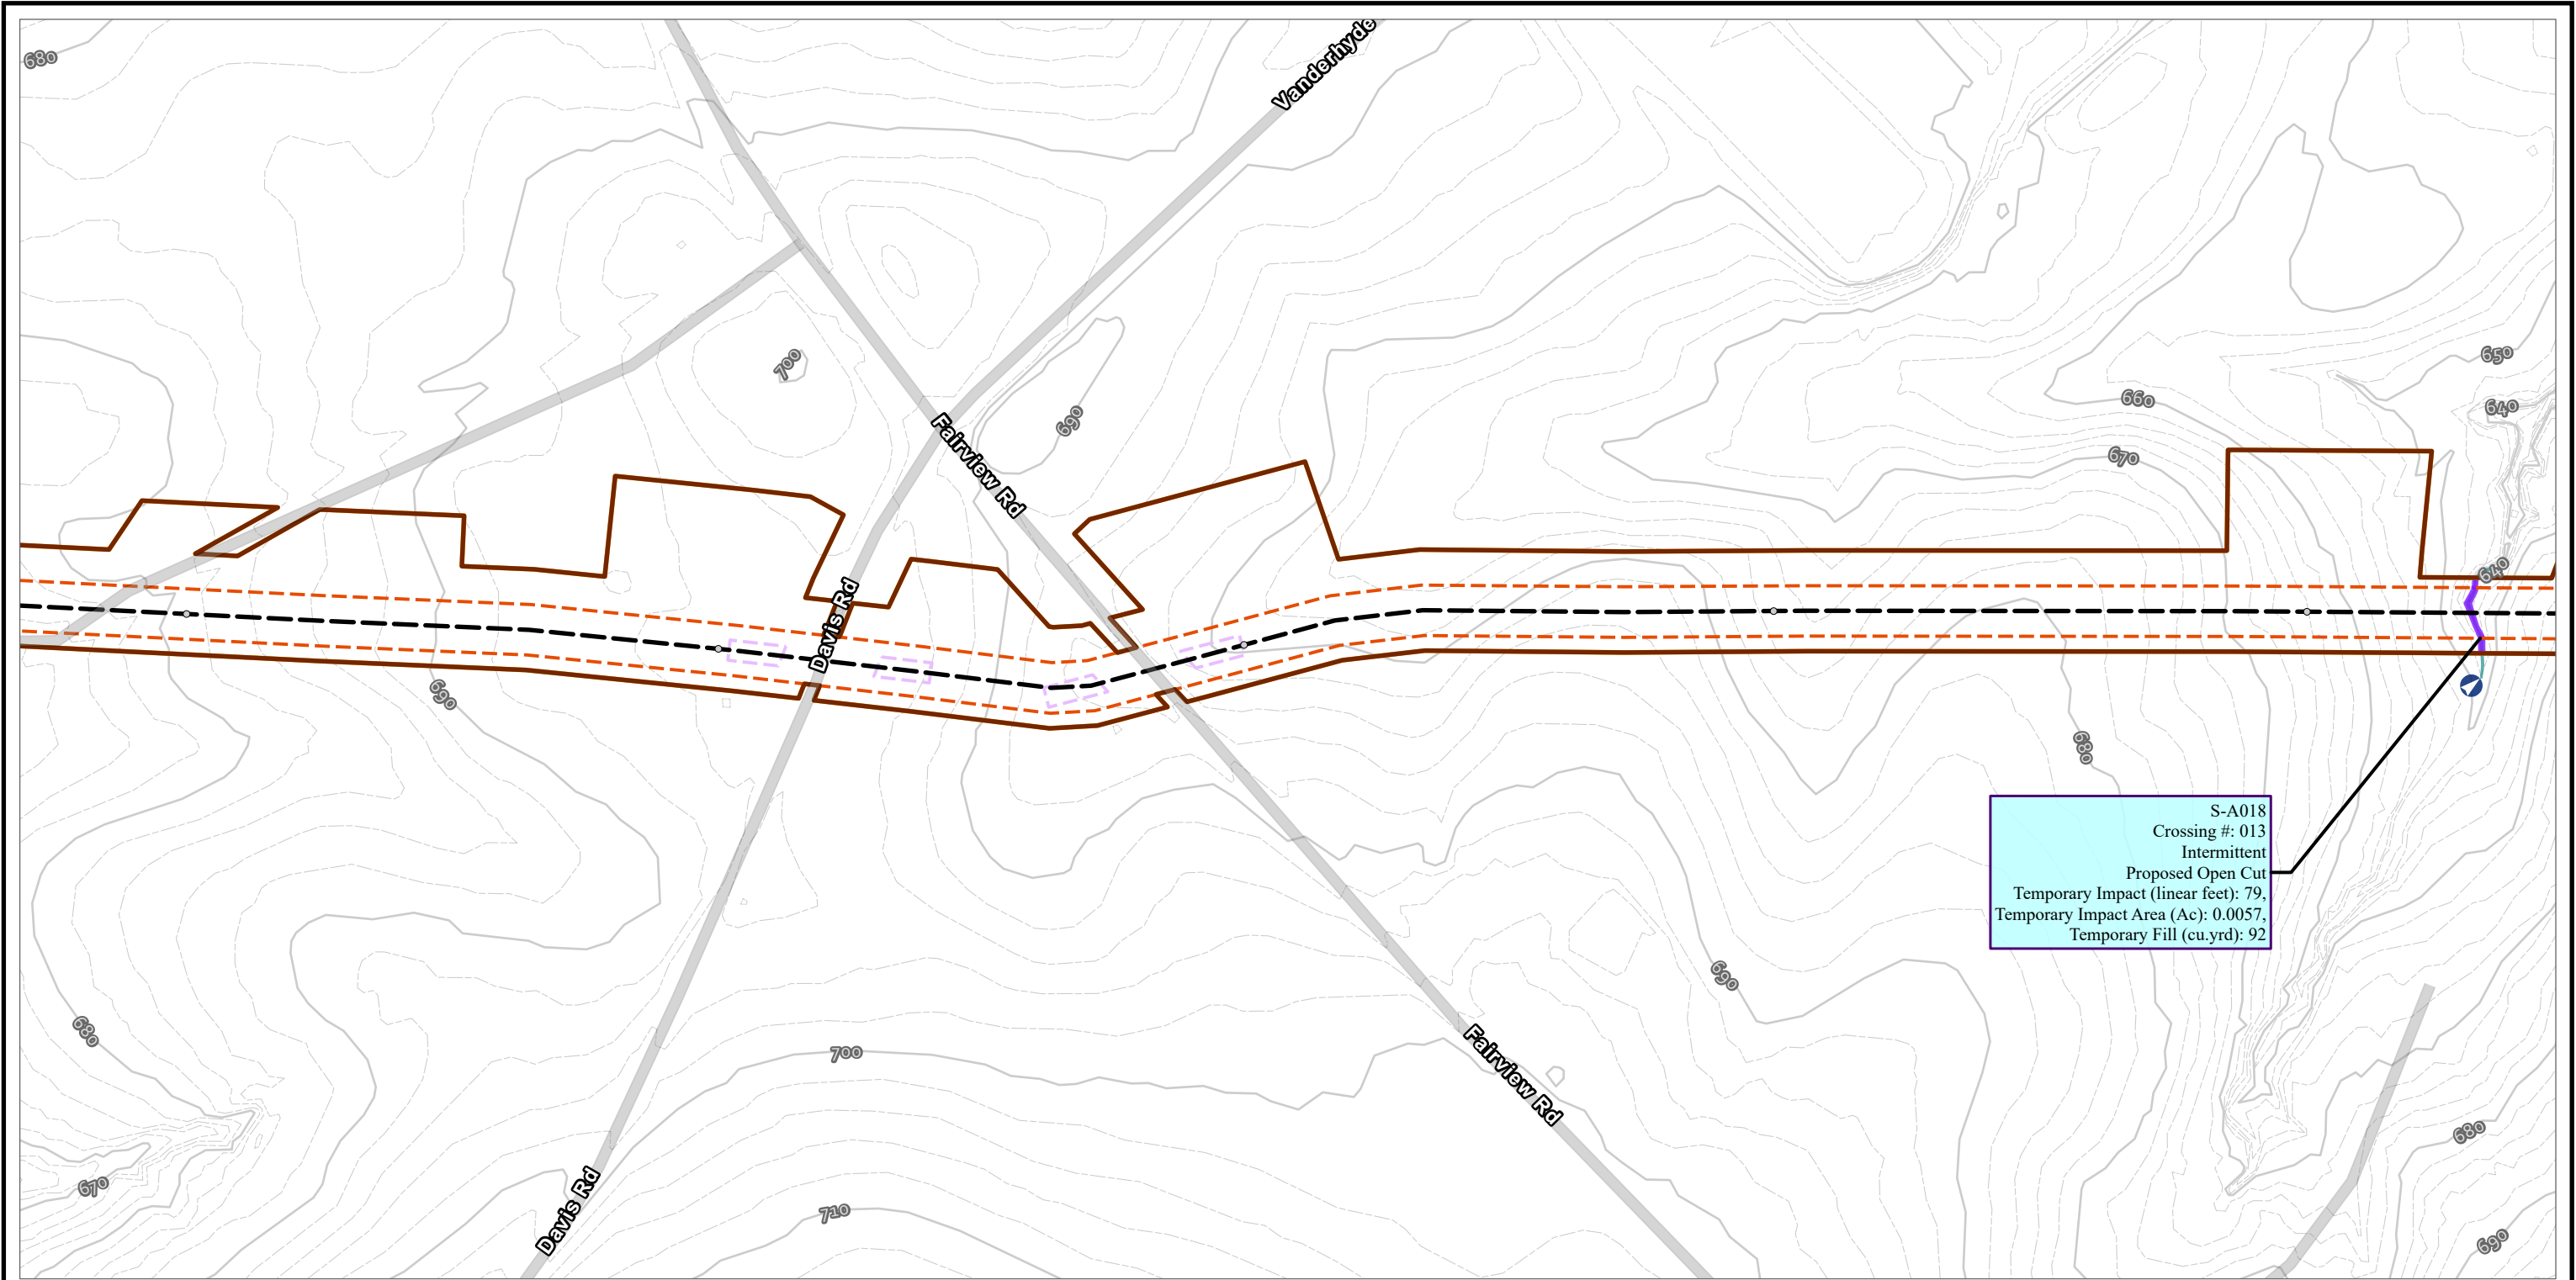 680
Vanderhyde
650
700
660
640
690
Fairview Rd
670
640
Davis Rd
690
680
S-A018
Crossing #: 013
Intermittent
Proposed Open Cut
Temporary Impact (linear feet): 79,
Temporary Impact Area (Ac): 0.0057,
Temporary Fill (cu.yrd): 92
690
680
700
Fairview Rd
680
670
Davis Rd
710
690